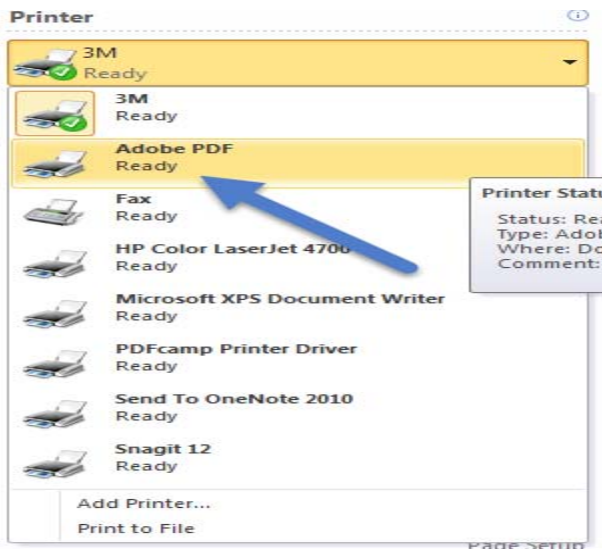 Printer
3M
Ready
3M
Ready
Adobe PDF
Ready
Fax
Ready
HP Color LaserJet 4700
Ready
Microsoft XPS Document Writer
Ready
PDFcamp Printer Driver
Ready
Send To OneNote 2010
Ready
Snagit 12
Ready
Add Printer...
Print to File
Printer Statu
Status: Rea
Type: Adob
Where: Do
Comment:
Page Setup